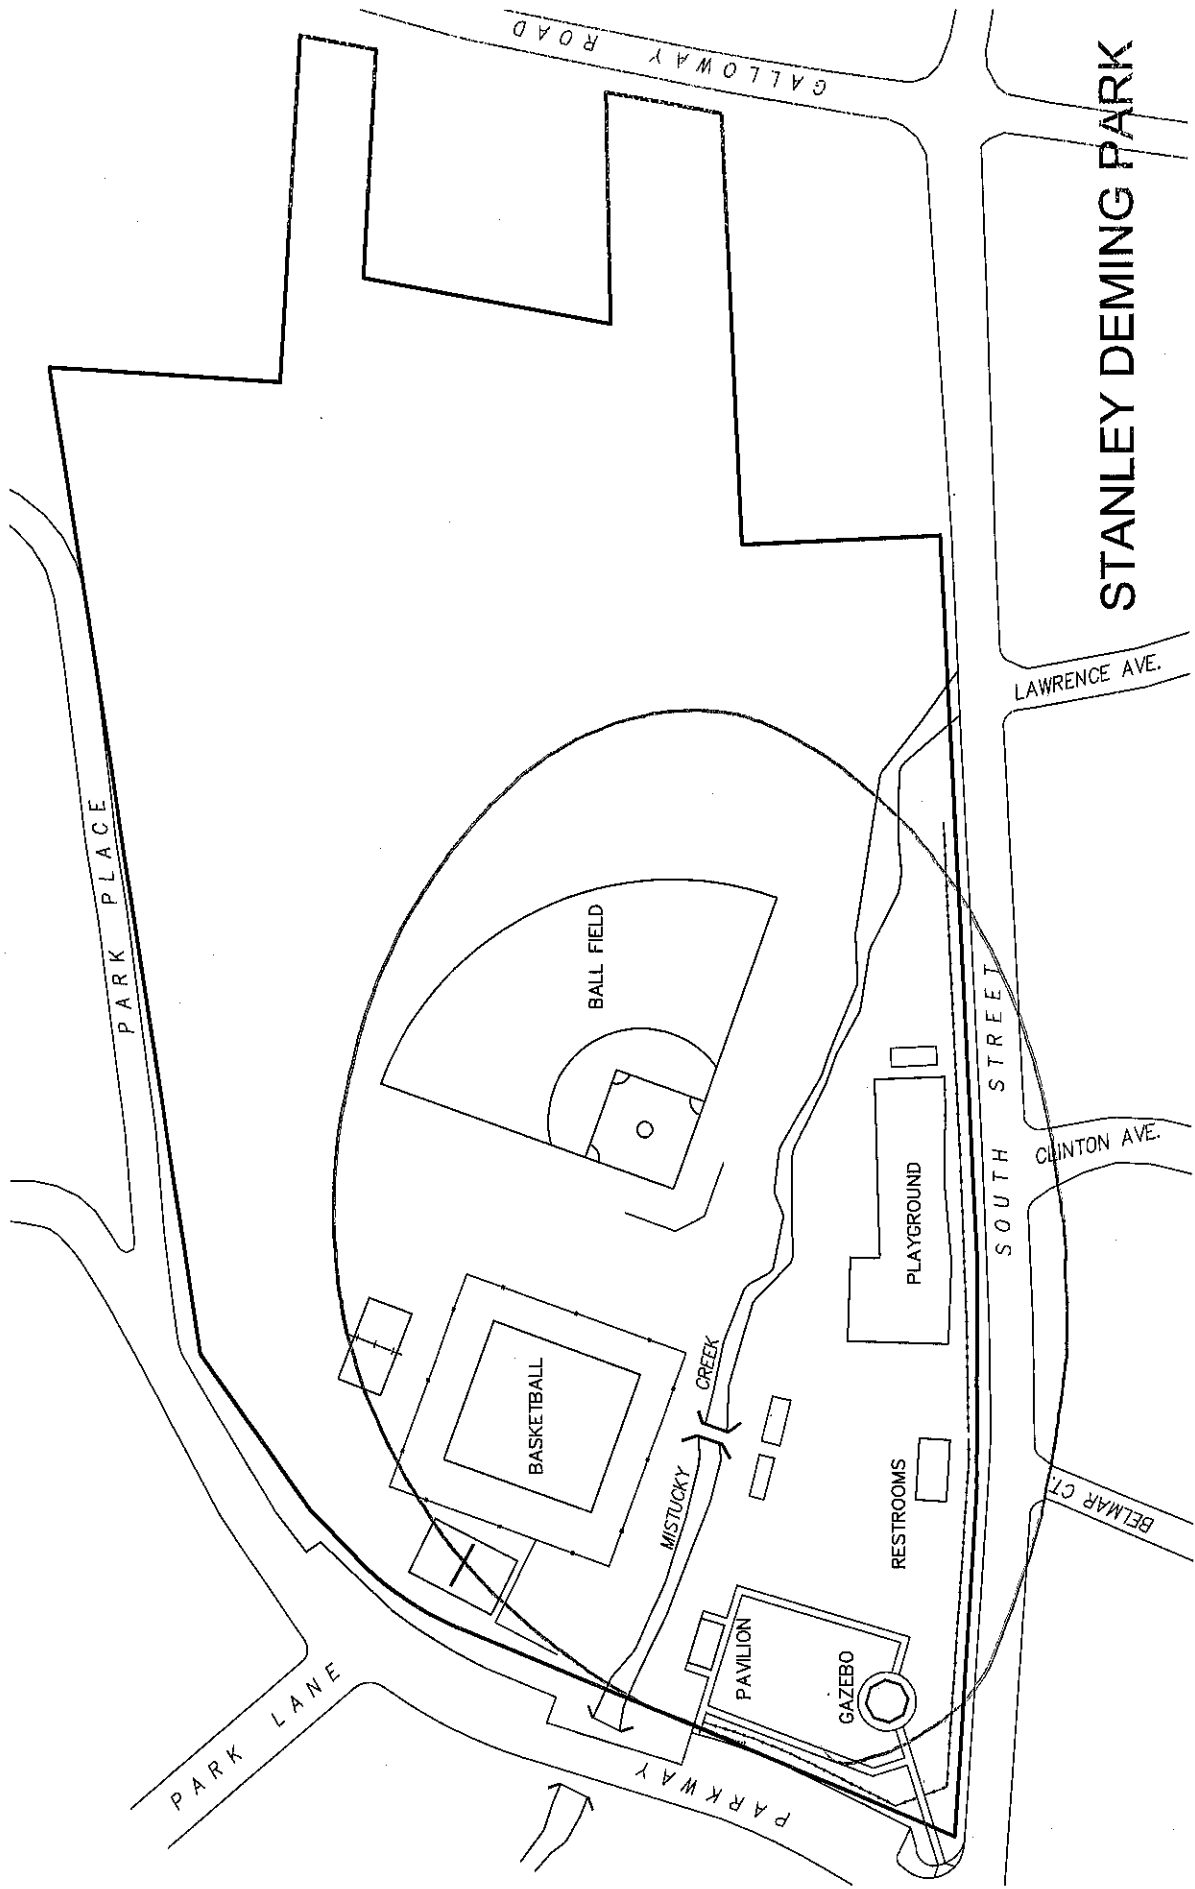 GALLOWAY ROAD
STANLEY DEMING PARK
PARK PLACE
LAWRENCE AVE.
BALL FIELD
SOUTH STREET
CLINTON AVE.
PLAYGROUND
BASKETBALL
MISTUCKY CREEK
RESTROOMS
BELMAR CT.
PAVILION
GAZEBO
PARK LANE
PARKWAY